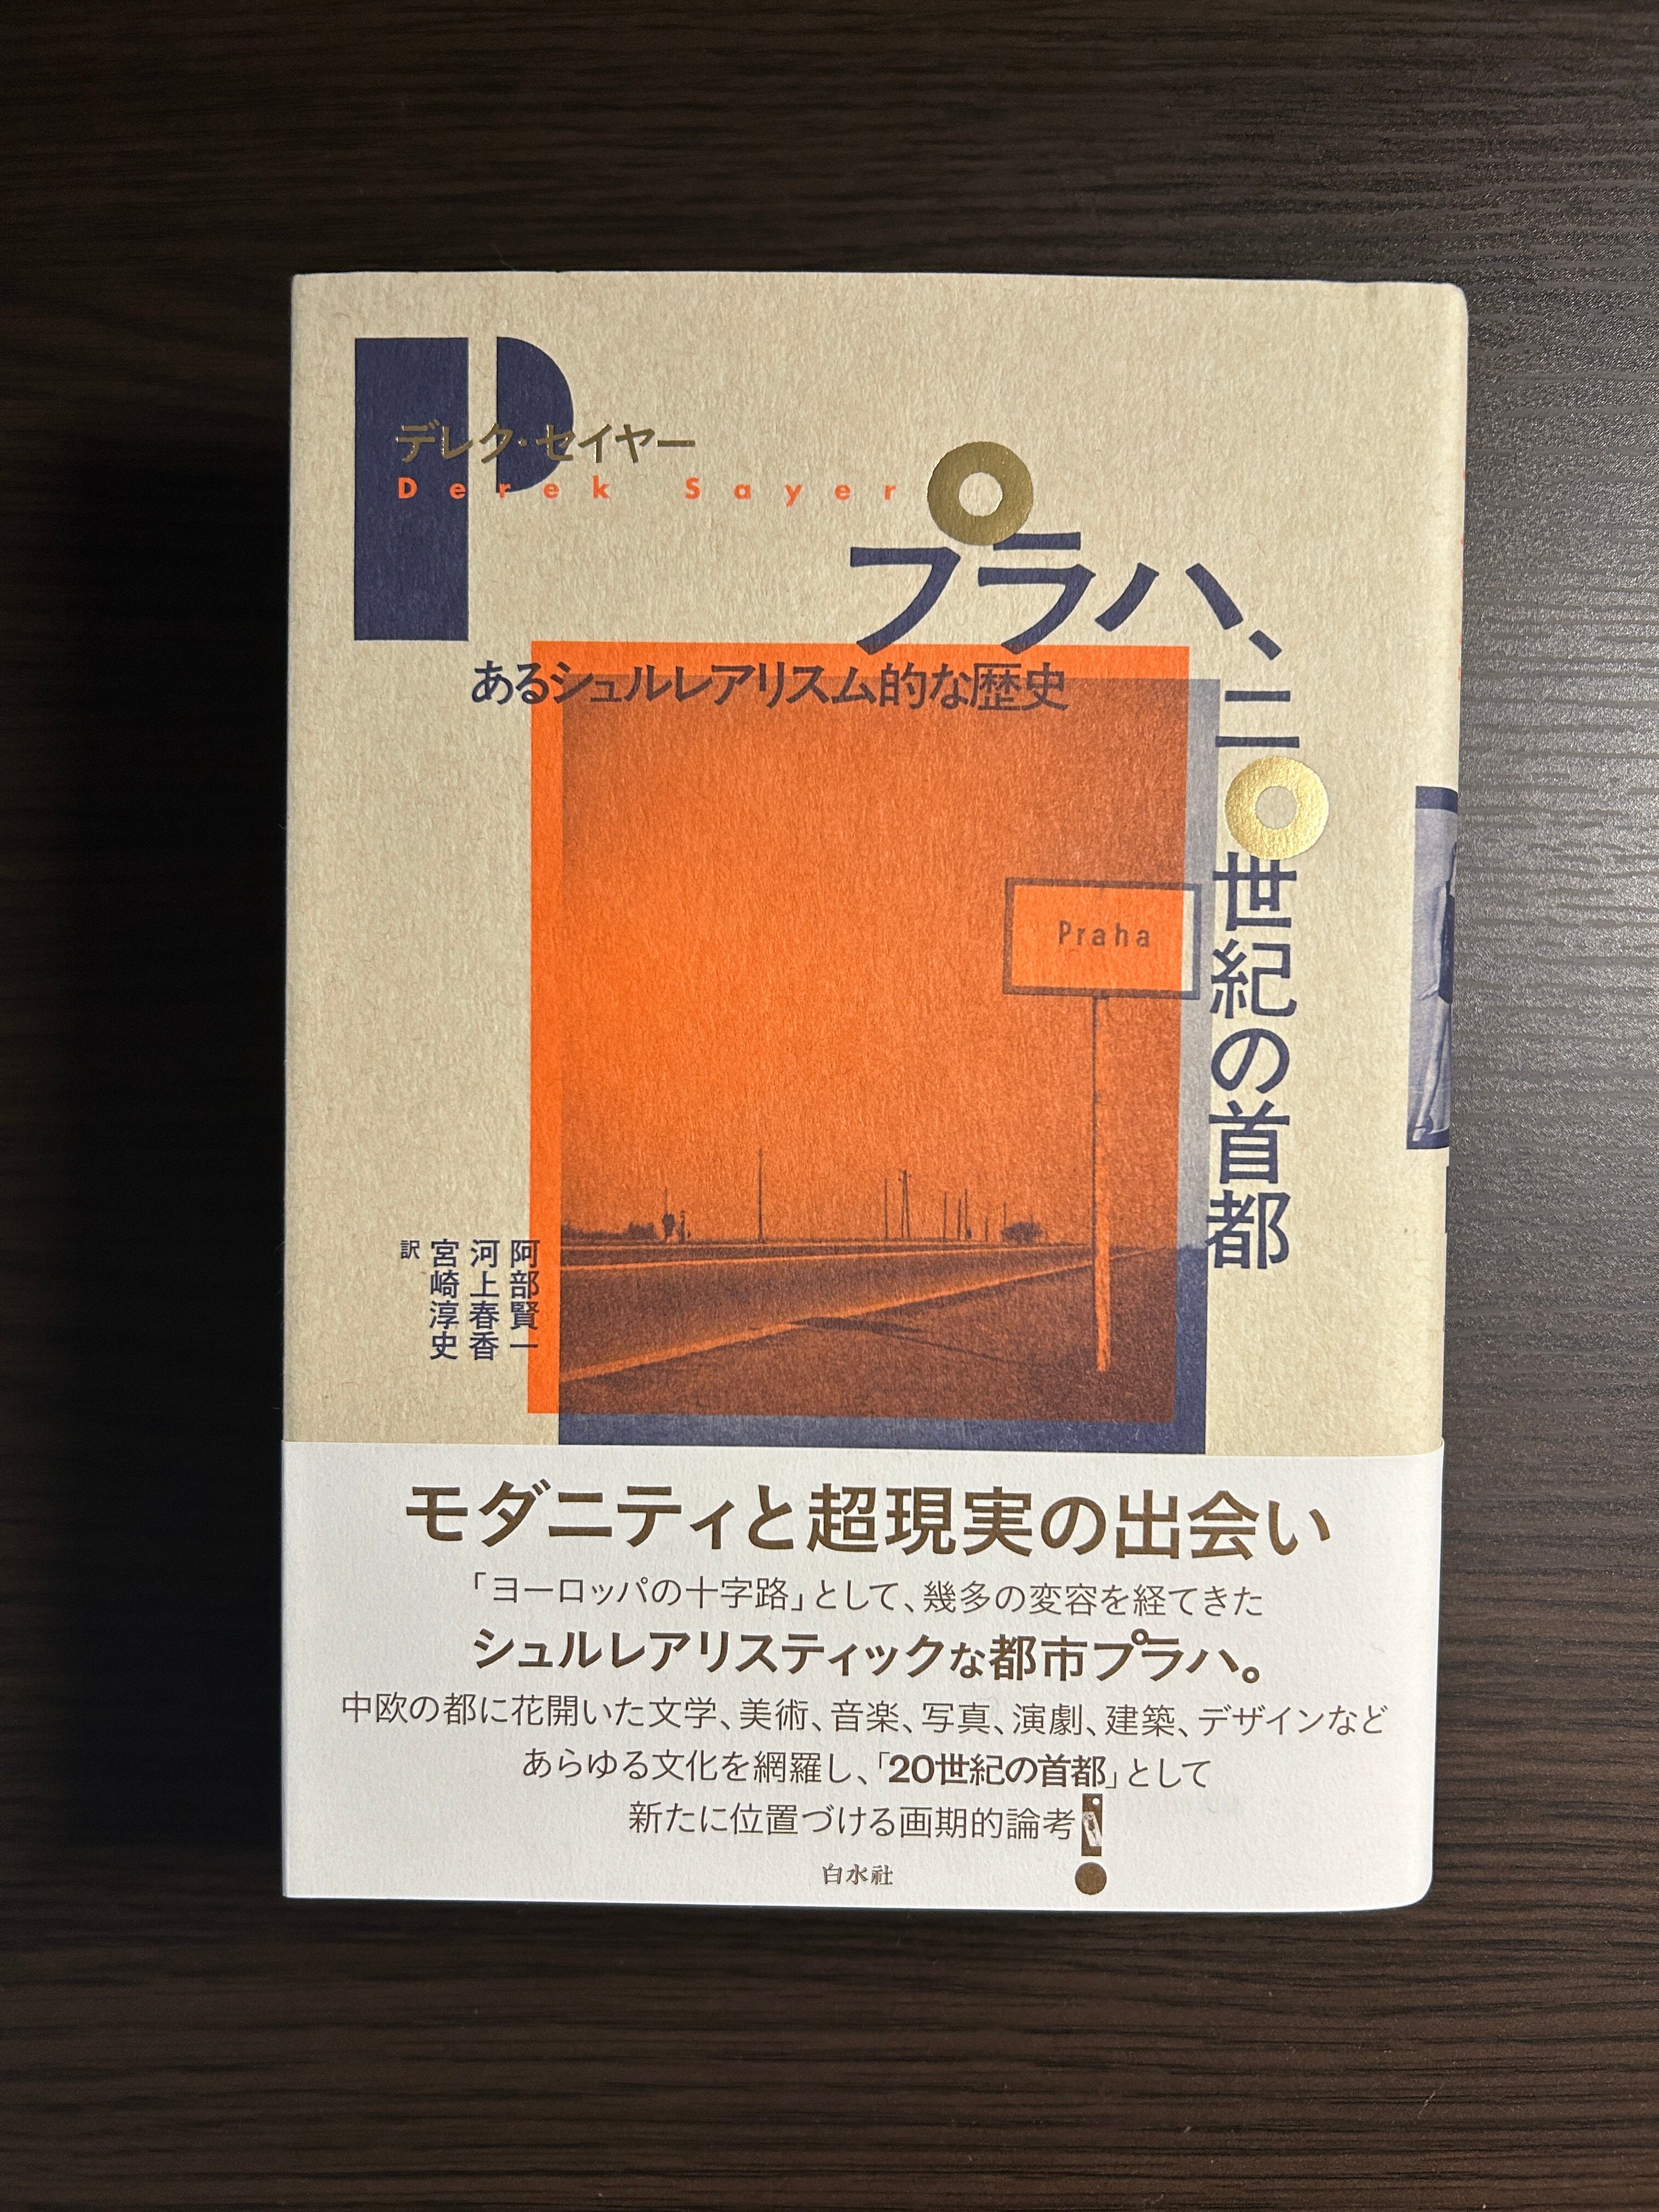 デレク・セイヤー
Derek Sayer
プラハ、二〇世紀の首都
あるシュルレアリスム的な歴史
Praha
阿部賢一
河上春香
宮崎淳史
訳
モダニティと超現実の出会い
「ヨーロッパの十字路」として、幾多の変容を経てきた
シュルレアリスティックな都市プラハ。
中欧の都に花開いた文学、美術、音楽、写真、演劇、建築、デザインなど
あらゆる文化を網羅し、「20世紀の首都」として
新たに位置づける画期的論考!
白水社